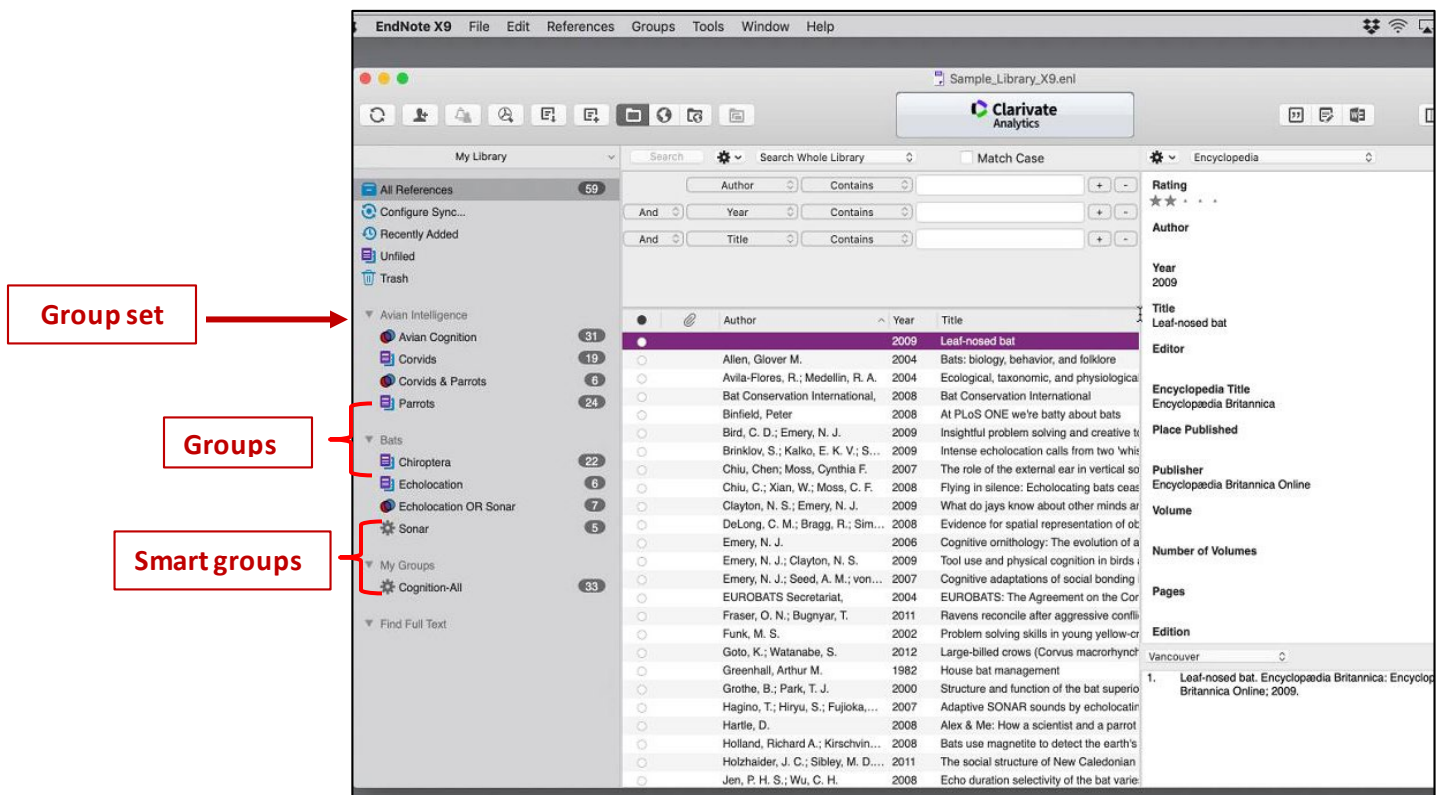 EndNote X9 File Edit References Groups Tools Window Help
Sample_Library_X9.enl
Clarivate
Analytics
My Library
Search Search Whole Library Match Case
Encyclopedia
All References 59
Configure Sync...
Recently Added
Unfiled
Trash
Group set
Avian Intelligence
Avian Cognition 31
Corvids 19
Corvids & Parrots 6
Parrots 24
Groups
Bats
Chiroptera 22
Echolocation 6
Echolocation OR Sonar 7
Sonar 5
Smart groups
My Groups
Cognition-All 33
Find Full Text
Author Contains + -
And Year Contains + -
And Title Contains + -
Author Year Title
2009 Leaf-nosed bat
Allen, Glover M. 2004 Bats: biology, behavior, and folklore
Avila-Flores, R.; Medellin, R. A. 2004 Ecological, taxonomic, and physiologica
Bat Conservation International, 2008 Bat Conservation International
Binfield, Peter 2008 At PLoS ONE we're batty about bats
Bird, C. D.; Emery, N. J. 2009 Insightful problem solving and creative to
Brinklov, S.; Kalko, E. K. V.; S... 2009 Intense echolocation calls from two 'whis
Chiu, Chen; Moss, Cynthia F. 2007 The role of the external ear in vertical so
Chiu, C.; Xian, W.; Moss, C. F. 2008 Flying in silence: Echolocating bats ceas
Clayton, N. S.; Emery, N. J. 2009 What do jays know about other minds an
DeLong, C. M.; Bragg, R.; Sim... 2008 Evidence for spatial representation of ob
Emery, N. J. 2006 Cognitive ornithology: The evolution of a
Emery, N. J.; Clayton, N. S. 2009 Tool use and physical cognition in birds a
Emery, N. J.; Seed, A. M.; von... 2007 Cognitive adaptations of social bonding
EUROBATS Secretariat, 2004 EUROBATS: The Agreement on the Con
Fraser, O. N.; Bugnyar, T. 2011 Ravens reconcile after aggressive confli
Funk, M. S. 2002 Problem solving skills in young yellow-cr
Goto, K.; Watanabe, S. 2012 Large-billed crows (Corvus macrorhynch
Greenhall, Arthur M. 1982 House bat management
Grothe, B.; Park, T. J. 2000 Structure and function of the bat superio
Hagino, T.; Hiryu, S.; Fujioka,... 2007 Adaptive SONAR sounds by echolocatin
Hartle, D. 2008 Alex & Me: How a scientist and a parrot
Holland, Richard A.; Kirschvin... 2008 Bats use magnetite to detect the earth's
Holzhaider, J. C.; Sibley, M. D.... 2011 The social structure of New Caledonian
Jen, P. H. S.; Wu, C. H. 2008 Echo duration selectivity of the bat varie
Rating
Author
Year
2009
Title
Leaf-nosed bat
Editor
Encyclopedia Title
Encyclopædia Britannica
Place Published
Publisher
Encyclopædia Britannica Online
Volume
Number of Volumes
Pages
Edition
Vancouver
1. Leaf-nosed bat. Encyclopædia Britannica: Encyclop
Britannica Online; 2009.